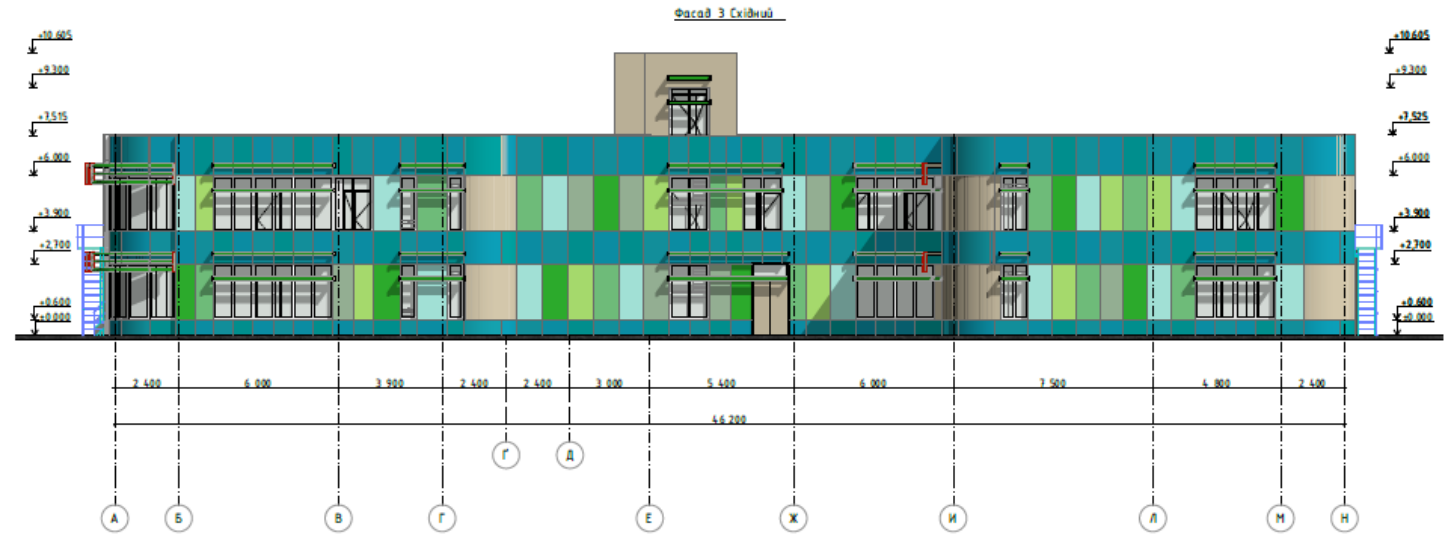 Фасад 3 Східний
+10.605
+10.605
+9.300
+9.300
+7,515
+7,525
+6.000
+6.000
+3.900
+3.900
+2.700
+2.700
+0.600
+0.600
±0.000
±0.000
2 400
6 000
3 900
2 400
2 400
3 000
5 400
6 000
7 500
4 800
2 400
46 200
Ґ
Д
А
Б
В
Г
Е
Ж
И
Л
М
Н